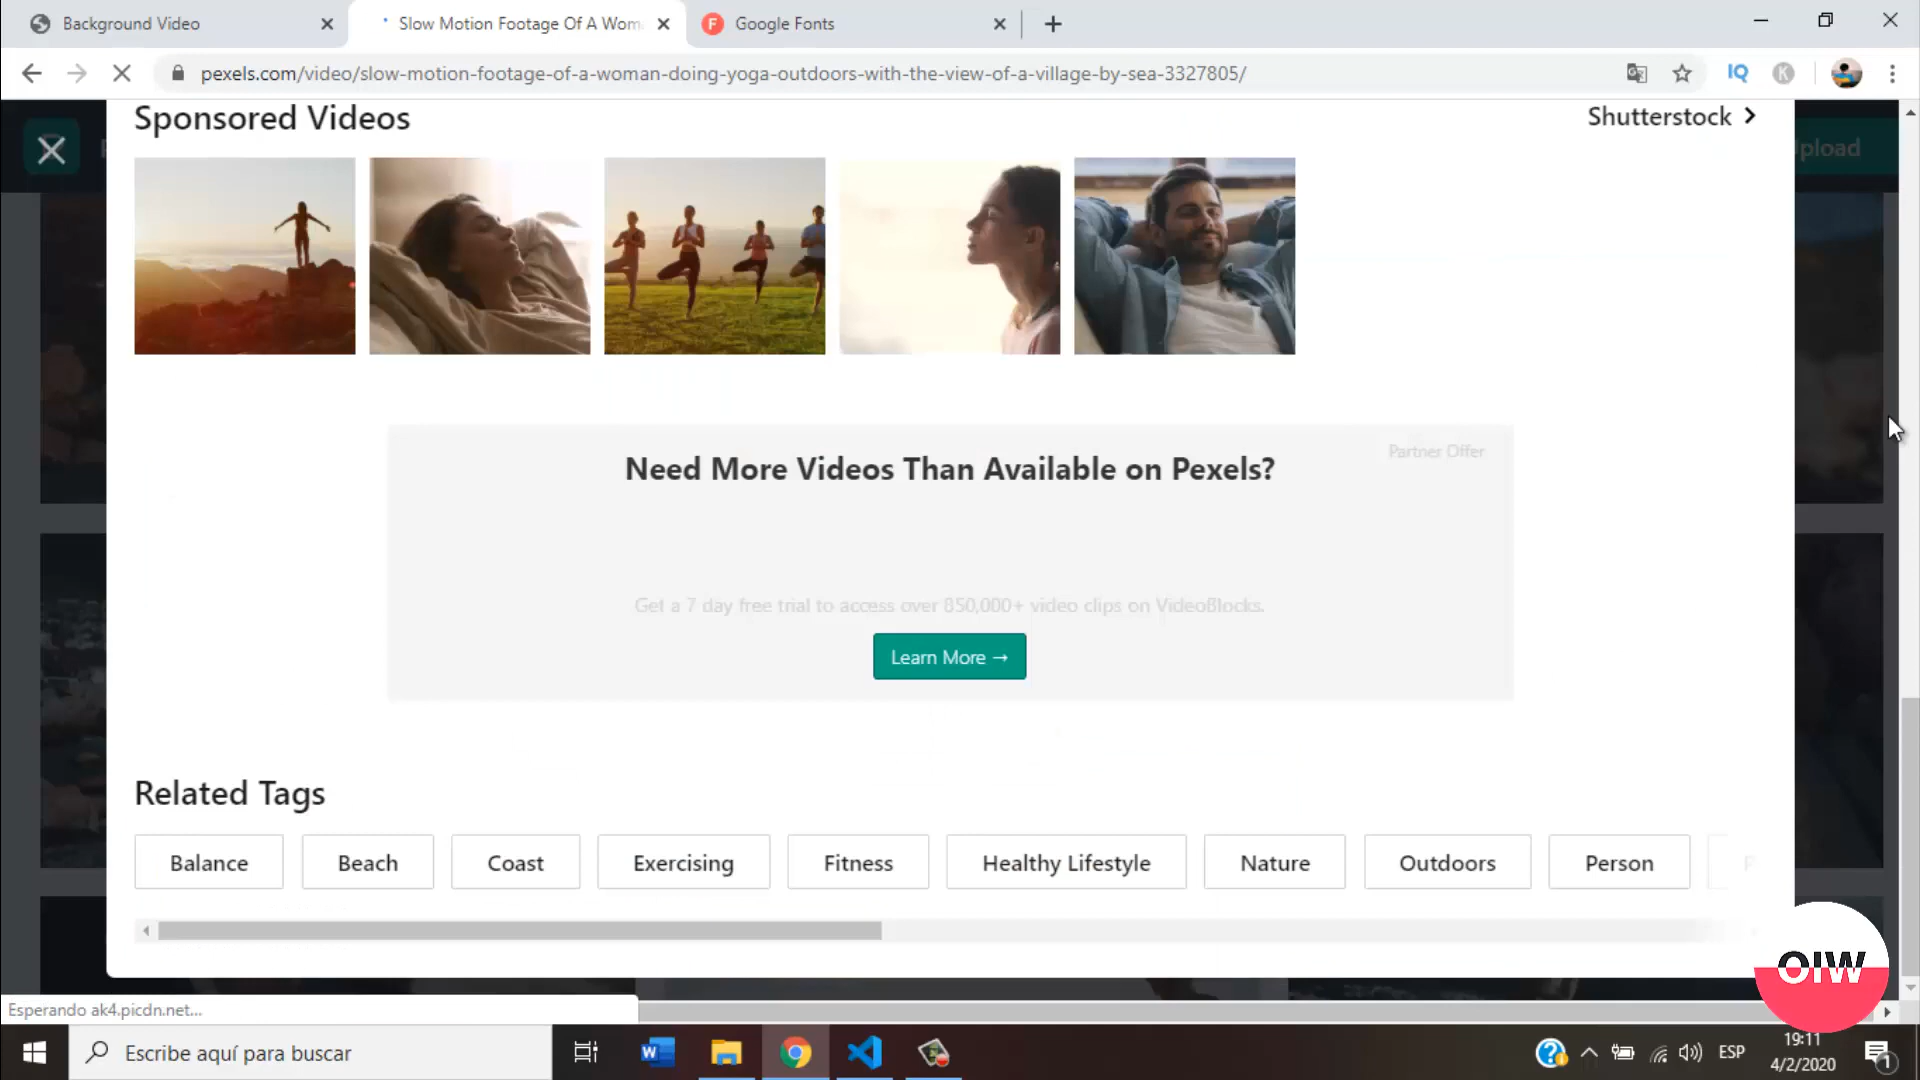 Background Video
Slow Motion Footage Of A Wom
Google Fonts
pexels.com/video/slow-motion-footage-of-a-woman-doing-yoga-outdoors-with-the-view-of-a-village-by-sea-3327805/
IQ
K
Sponsored Videos
Shutterstock
pload
Partner Offer
Need More Videos Than Available on Pexels?
Get a 7 day free trial to access over 850,000+ video clips on VideoBlocks.
Learn More →
Related Tags
Balance
Beach
Coast
Exercising
Fitness
Healthy Lifestyle
Nature
Outdoors
Person
P
OIW
Esperando ak4.picdn.net...
Escribe aquí para buscar
ESP
19:11
4/2/2020
1